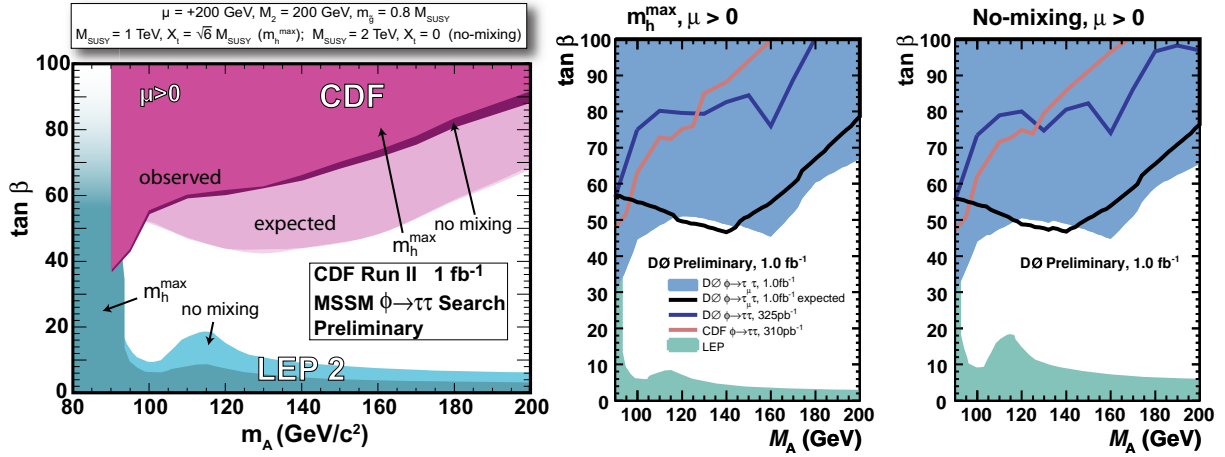 μ = +200 GeV, M₂ = 200 GeV, m_g̃ = 0.8 M_SUSY
M_SUSY = 1 TeV, X_t = √6 M_SUSY (m_h^max); M_SUSY = 2 TeV, X_t = 0 (no-mixing)
tan β
100
80
60
40
20
0
μ>0
CDF
observed
expected
no mixing
m_h^max
m_h^max
no mixing
CDF Run II 1 fb⁻¹
MSSM ϕ→ττ Search
Preliminary
LEP 2
80 100 120 140 160 180 200
m_A (GeV/c²)
m_h^max, μ > 0
tan β
100
90
80
70
60
50
40
30
20
10
0
DØ Preliminary, 1.0 fb⁻¹
DØ ϕ→τ_μ τ, 1.0fb⁻¹
DØ ϕ→τ_μ τ, 1.0fb⁻¹ expected
DØ ϕ→ττ, 325pb⁻¹
CDF ϕ→ττ, 310pb⁻¹
LEP
100 120 140 160 180 200
M_A (GeV)
No-mixing, μ > 0
tan β
100
90
80
70
60
50
40
30
20
10
0
DØ Preliminary, 1.0 fb⁻¹
100 120 140 160 180 200
M_A (GeV)